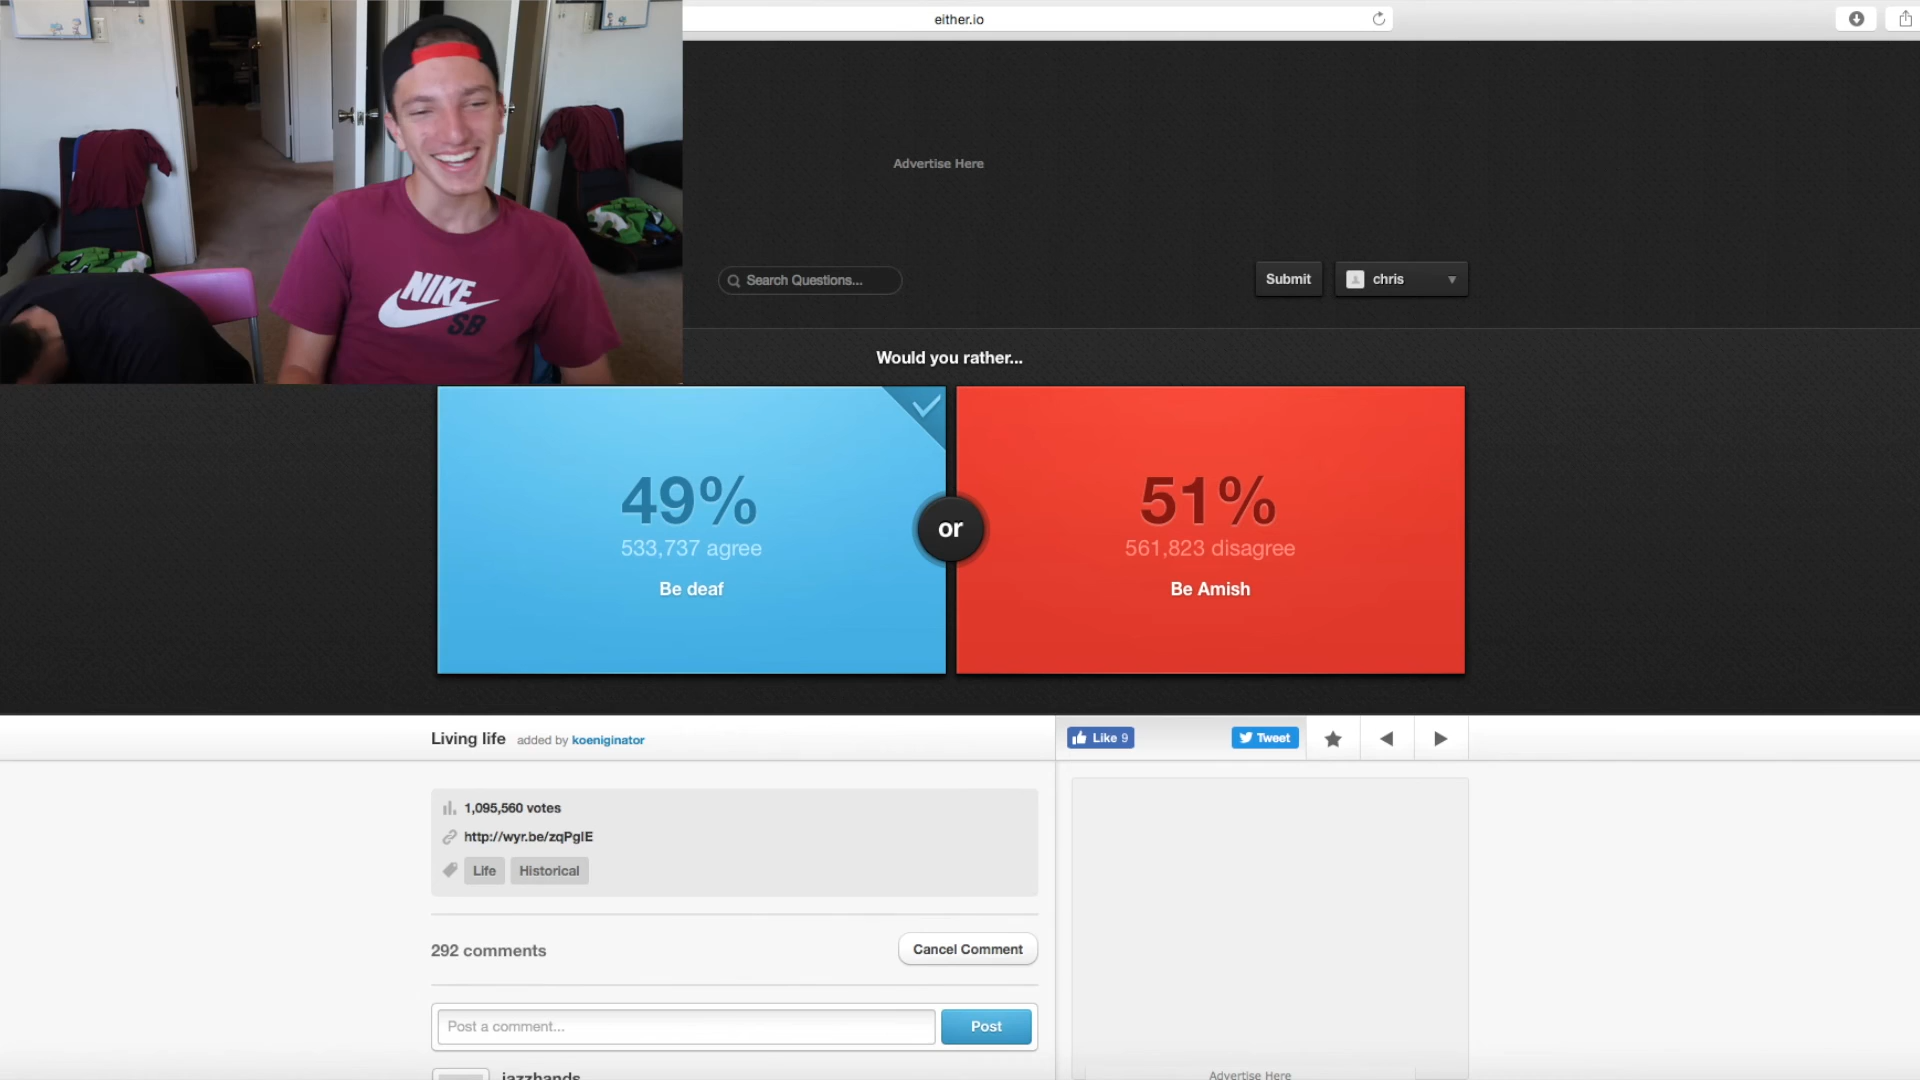 either.io
Advertise Here
NIKE
SB
Search Questions...
Submit
chris
Would you rather...
49%
533,737 agree
Be deaf
or
51%
561,823 disagree
Be Amish
Living life added by koeniginator
Like 9
Tweet
1,095,560 votes
http://wyr.be/zqPgIE
Life Historical
292 comments
Cancel Comment
Post a comment...
Post
jazzhands
Advertise Here